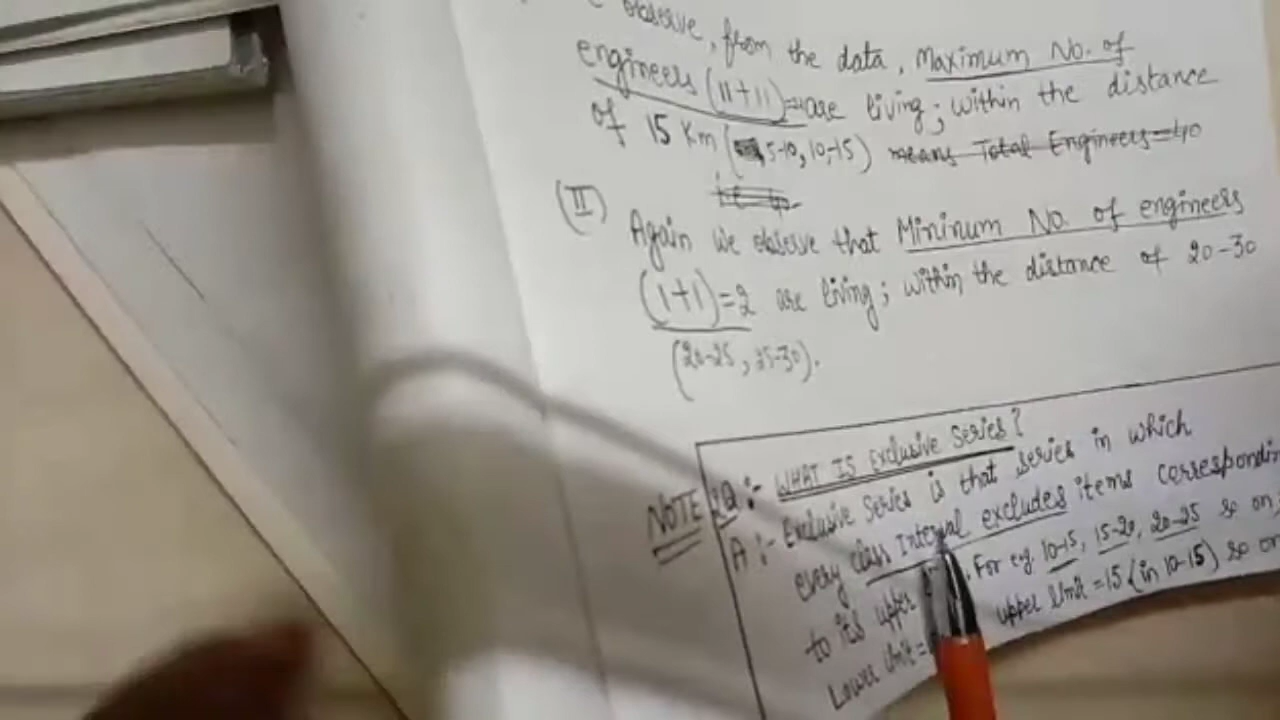 observe, from the data, Maximum No. of
engineers (11+11) = are living; within the distance
of 15 Km (5-10, 10-15) means Total Engineers = 40
(II) Again we observe that Mininum No. of engineers
(1+1) = 2 are living; within the distance of 20-30
(20-25, 25-30).
NOTE 2Q :- WHAT IS Exclusive Series?
A :- Exclusive Series is that series in which
every class Interval excludes items correspondin
to its upper . For eg. 10-15, 15-20, 20-25 so on,
Lower limit = upper limit = 15 (in 10-15) so on